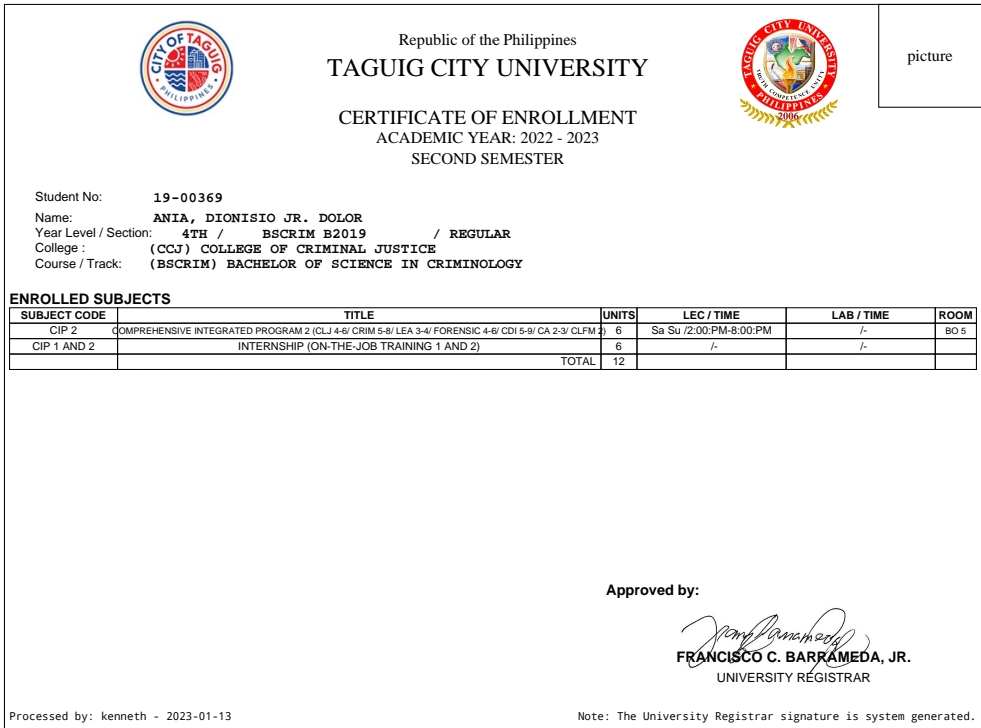 CITY OF TAGUIG
PHILIPPINES
Republic of the Philippines
TAGUIG CITY UNIVERSITY
TAGUIG CITY UNIVERSITY
TRUTH COMPETENCE UNITY
PHILIPPINES
2006
picture
CERTIFICATE OF ENROLLMENT
ACADEMIC YEAR: 2022 - 2023
SECOND SEMESTER
Student No: 19-00369
Name: ANIA, DIONISIO JR. DOLOR
Year Level / Section: 4TH / BSCRIM B2019 / REGULAR
College : (CCJ) COLLEGE OF CRIMINAL JUSTICE
Course / Track: (BSCRIM) BACHELOR OF SCIENCE IN CRIMINOLOGY
ENROLLED SUBJECTS
SUBJECT CODE TITLE UNITS LEC / TIME LAB / TIME ROOM
CIP 2 COMPREHENSIVE INTEGRATED PROGRAM 2 (CLJ 4-6/ CRIM 5-8/ LEA 3-4/ FORENSIC 4-6/ CDI 5-9/ CA 2-3/ CLFM 2) 6 Sa Su /2:00PM-8:00PM /- BO 5
CIP 1 AND 2 INTERNSHIP (ON-THE-JOB TRAINING 1 AND 2) 6 /- /-
TOTAL 12
Approved by:
FRANCISCO C. BARRAMEDA, JR.
UNIVERSITY REGISTRAR
Processed by: kenneth - 2023-01-13 Note: The University Registrar signature is system generated.